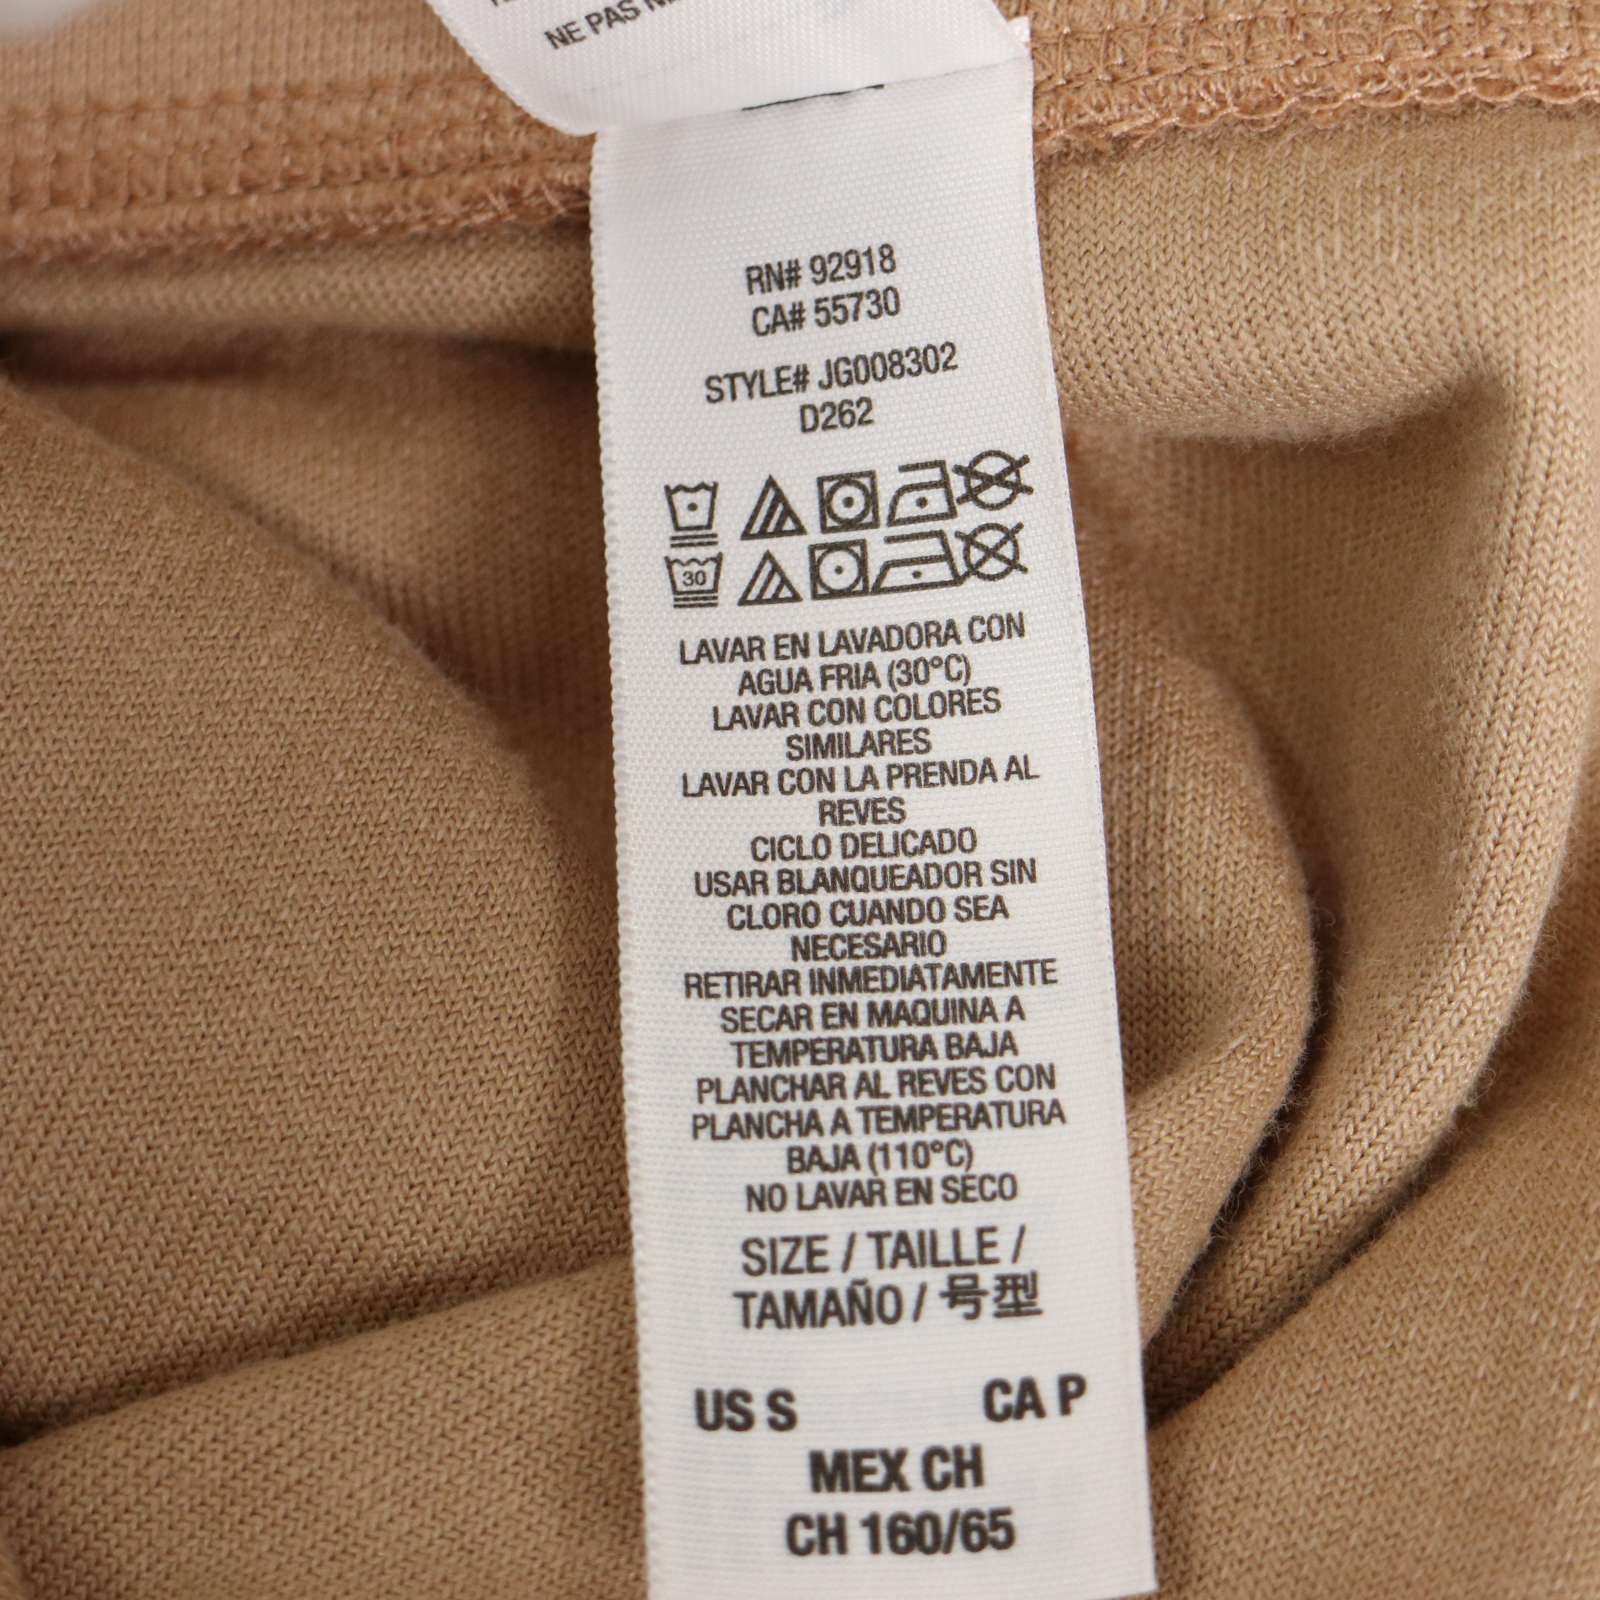 NE PAS
RN# 92918
CA# 55730
STYLE# JG008302
D262
30
LAVAR EN LAVADORA CON
AGUA FRIA (30°C)
LAVAR CON COLORES
SIMILARES
LAVAR CON LA PRENDA AL
REVES
CICLO DELICADO
USAR BLANQUEADOR SIN
CLORO CUANDO SEA
NECESARIO
RETIRAR INMEDIATAMENTE
SECAR EN MAQUINA A
TEMPERATURA BAJA
PLANCHAR AL REVES CON
PLANCHA A TEMPERATURA
BAJA (110°C)
NO LAVAR EN SECO
SIZE / TAILLE /
TAMAÑO / 号型
US S CA P
MEX CH
CH 160/65